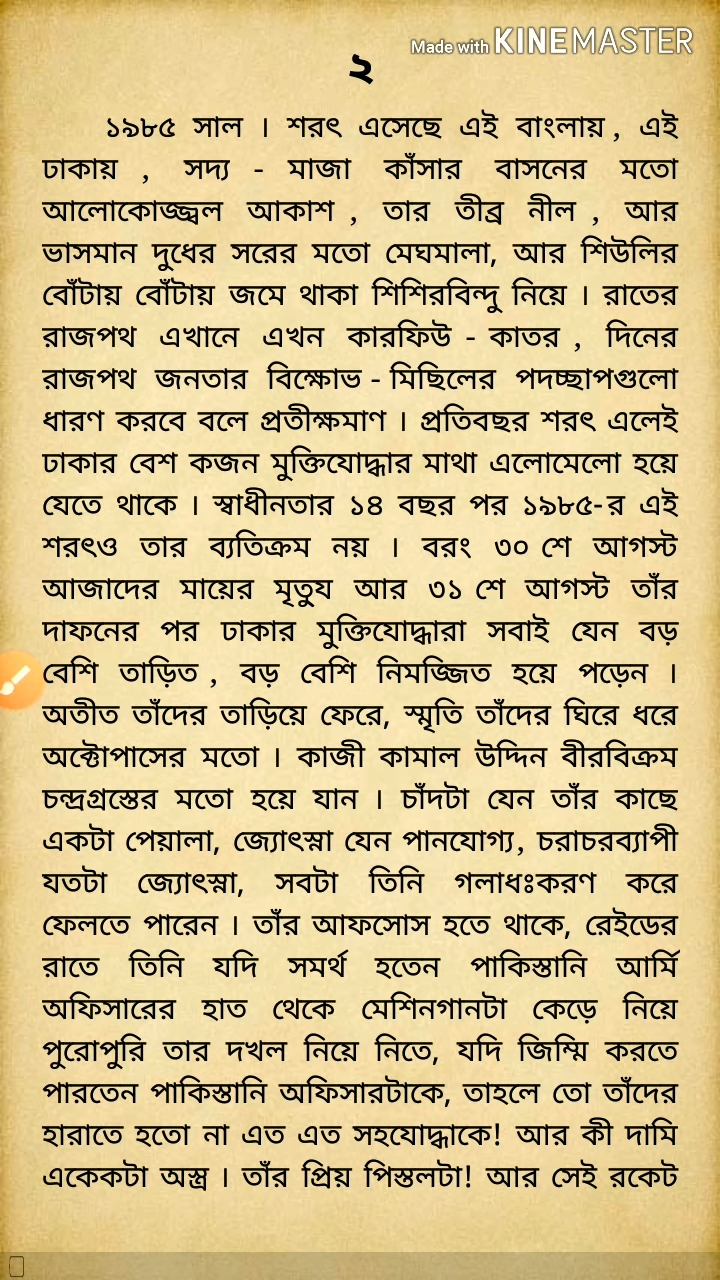 Made with KINEMASTER
২
১৯৮৫ সাল । শরৎ এসেছে এই বাংলায় , এই
ঢাকায় , সদ্য - মাজা কাঁসার বাসনের মতো
আলোকোজ্জ্বল আকাশ , তার তীব্র নীল , আর
ভাসমান দুধের সরের মতো মেঘমালা, আর শিউলির
বোঁটায় বোঁটায় জমে থাকা শিশিরবিন্দু নিয়ে । রাতের
রাজপথ এখানে এখন কারফিউ - কাতর , দিনের
রাজপথ জনতার বিক্ষোভ - মিছিলের পদচ্ছাপগুলো
ধারণ করবে বলে প্রতীক্ষমাণ । প্রতিবছর শরৎ এলেই
ঢাকার বেশ কজন মুক্তিযোদ্ধার মাথা এলোমেলো হয়ে
যেতে থাকে । স্বাধীনতার ১৪ বছর পর ১৯৮৫-র এই
শরৎও তার ব্যতিক্রম নয় । বরং ৩০ শে আগস্ট
আজাদের মায়ের মৃতু্য আর ৩১ শে আগস্ট তাঁর
দাফনের পর ঢাকার মুক্তিযোদ্ধারা সবাই যেন বড়
বেশি তাড়িত , বড় বেশি নিমজ্জিত হয়ে পড়েন ।
অতীত তাঁদের তাড়িয়ে ফেরে, স্মৃতি তাঁদের ঘিরে ধরে
অক্টোপাসের মতো । কাজী কামাল উদ্দিন বীরবিক্রম
চন্দ্রগ্রস্তের মতো হয়ে যান । চাঁদটা যেন তাঁর কাছে
একটা পেয়ালা, জ্যোৎস্না যেন পানযোগ্য, চরাচরব্যাপী
যতটা জ্যোৎস্না, সবটা তিনি গলাধঃকরণ করে
ফেলতে পারেন । তাঁর আফসোস হতে থাকে, রেইডের
রাতে তিনি যদি সমর্থ হতেন পাকিস্তানি আর্মি
অফিসারের হাত থেকে মেশিনগানটা কেড়ে নিয়ে
পুরোপুরি তার দখল নিয়ে নিতে, যদি জিম্মি করতে
পারতেন পাকিস্তানি অফিসারটাকে, তাহলে তো তাঁদের
হারাতে হতো না এত এত সহযোদ্ধাকে! আর কী দামি
একেকটা অস্ত্র । তাঁর প্রিয় পিস্তলটা! আর সেই রকেট